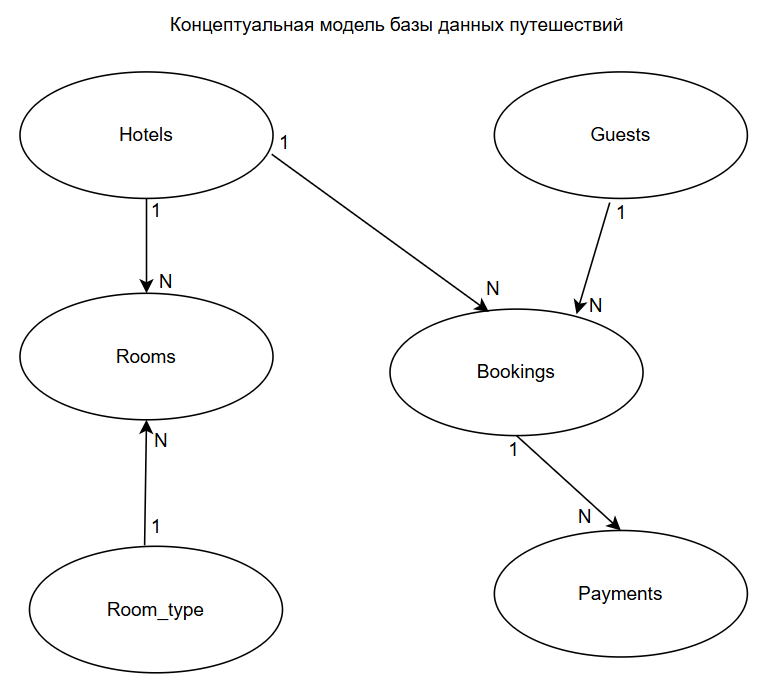 Концептуальная модель базы данных путешествий
Hotels
Guests
1
1
1
N
N
N
Rooms
Bookings
N
1
N
1
Room_type
Payments